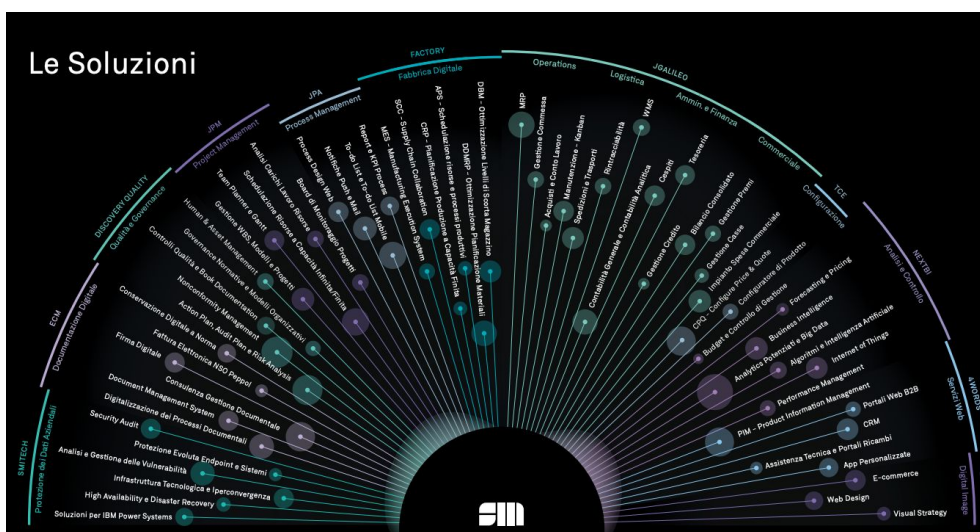 Le Soluzioni
SMITECH
Protezione dei Dati Aziendali
Soluzioni per IBM Power Systems
High Availability e Disaster Recovery
Infrastruttura Tecnologica e Iperconvergenza
Analisi e Gestione delle Vulnerabilità
Protezione Evoluta Endpoint e Sistemi
Security Audit
ECM
Documentazione Digitale
Digitalizzazione dei Processi Documentali
Document Management System
Consulenza Gestione Documentale
Firma Digitale
Fattura Elettronica NSO Peppol
Conservazione Digitale a Norma
DISCOVERY QUALITY
Qualità e Governance
Action Plan, Audit Plan e Risk Analysis
Nonconformity Management
Controlli Qualità e Book Documentation
Governance Normative e Modelli Organizzativi
Human & Asset Management
JPM
Project Management
Gestione WBS, Modelli e Progetti
Team Planner e Gantt
Schedulazione Risorse e Capacità Infinita/Finita
Analisi Carichi Lavoro Risorse
Board di Monitoraggio Progetti
JPA
Process Management
Process Design Web
Notifiche Push e Mail
To-do List e To-do List Mobile
Report e KPI Process
FACTORY
Fabbrica Digitale
MES - Manufacturing Execution System
SCC - Supply Chain Collaboration
CRP - Pianificazione Produzione a Capacità Finita
APS - Schedulazione risorse e processi produttivi
DDMRP - Ottimizzazione Pianificazione Materiali
DBM - Ottimizzazione Livelli di Scorta Magazzino
JGALILEO
Operations
Logistica
Ammin. e Finanza
Commerciale
MRP
Gestione Commessa
Acquisti e Conto Lavoro
Manutenzione - Kanban
Spedizioni e Trasporti
Rintracciabilità
WMS
Contabilità Generale e Contabilità Analitica
Cespiti
Tesoreria
Gestione Credito
Bilancio Consolidato
Gestione Premi
Gestione Casse
Impianto Spesa Commerciale
TCE
Configurazione
CPQ - Configure Price & Quote
Configuratore di Prodotto
NEXTBI
Analisi e Controllo
Budget e Controllo di Gestione
Forecasting e Pricing
Business Intelligence
Analytics Potenziati e Big Data
Algoritmi e Intelligenza Artificiale
Internet of Things
Performance Management
4WORDS
Servizi Web
PIM - Product Information Management
Portali Web B2B
CRM
Assistenza Tecnica e Portali Ricambi
App Personalizzate
Digital Image
E-commerce
Web Design
Visual Strategy
sm